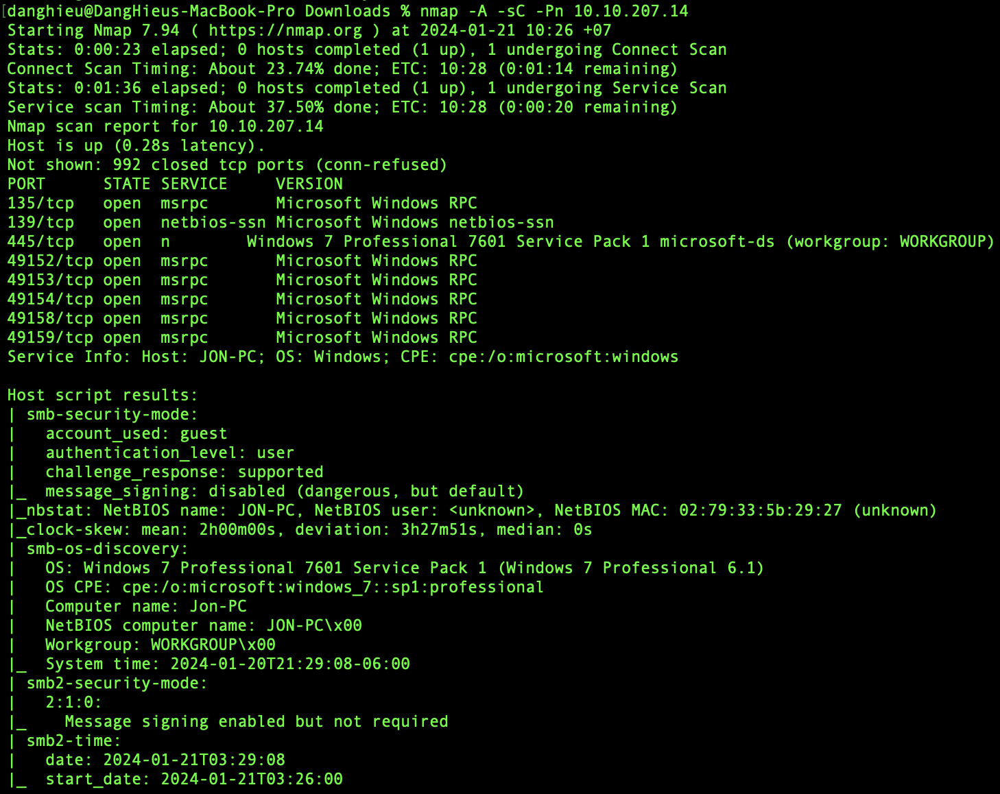 [danghieu@DangHieus-MacBook-Pro Downloads % nmap -A -sC -Pn 10.10.207.14
Starting Nmap 7.94 ( https://nmap.org ) at 2024-01-21 10:26 +07
Stats: 0:00:23 elapsed; 0 hosts completed (1 up), 1 undergoing Connect Scan
Connect Scan Timing: About 23.74% done; ETC: 10:28 (0:01:14 remaining)
Stats: 0:01:36 elapsed; 0 hosts completed (1 up), 1 undergoing Service Scan
Service scan Timing: About 37.50% done; ETC: 10:28 (0:00:20 remaining)
Nmap scan report for 10.10.207.14
Host is up (0.28s latency).
Not shown: 992 closed tcp ports (conn-refused)
PORT      STATE SERVICE     VERSION
135/tcp   open  msrpc       Microsoft Windows RPC
139/tcp   open  netbios-ssn Microsoft Windows netbios-ssn
445/tcp   open  n        Windows 7 Professional 7601 Service Pack 1 microsoft-ds (workgroup: WORKGROUP)
49152/tcp open  msrpc       Microsoft Windows RPC
49153/tcp open  msrpc       Microsoft Windows RPC
49154/tcp open  msrpc       Microsoft Windows RPC
49158/tcp open  msrpc       Microsoft Windows RPC
49159/tcp open  msrpc       Microsoft Windows RPC
Service Info: Host: JON-PC; OS: Windows; CPE: cpe:/o:microsoft:windows

Host script results:
| smb-security-mode:
|   account_used: guest
|   authentication_level: user
|   challenge_response: supported
|_  message_signing: disabled (dangerous, but default)
|_nbstat: NetBIOS name: JON-PC, NetBIOS user: <unknown>, NetBIOS MAC: 02:79:33:5b:29:27 (unknown)
|_clock-skew: mean: 2h00m00s, deviation: 3h27m51s, median: 0s
| smb-os-discovery:
|   OS: Windows 7 Professional 7601 Service Pack 1 (Windows 7 Professional 6.1)
|   OS CPE: cpe:/o:microsoft:windows_7::sp1:professional
|   Computer name: Jon-PC
|   NetBIOS computer name: JON-PC\x00
|   Workgroup: WORKGROUP\x00
|_  System time: 2024-01-20T21:29:08-06:00
| smb2-security-mode:
|   2:1:0:
|_    Message signing enabled but not required
| smb2-time:
|   date: 2024-01-21T03:29:08
|_  start_date: 2024-01-21T03:26:00